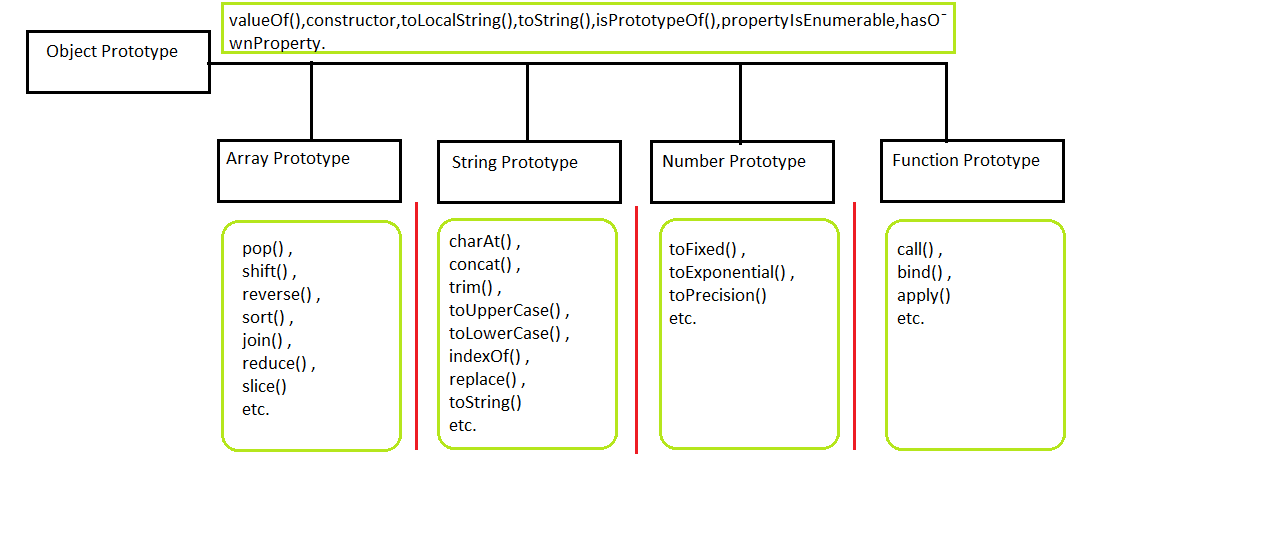 valueOf(),constructor,toLocalString(),toString(),isPrototypeOf(),propertyIsEnumerable,hasO-
wnProperty.
Object Prototype
Array Prototype
String Prototype
Number Prototype
Function Prototype
pop() ,
shift() ,
reverse() ,
sort() ,
join() ,
reduce() ,
slice()
etc.
charAt() ,
concat() ,
trim() ,
toUpperCase() ,
toLowerCase() ,
indexOf() ,
replace() ,
toString()
etc.
toFixed() ,
toExponential() ,
toPrecision()
etc.
call() ,
bind() ,
apply()
etc.